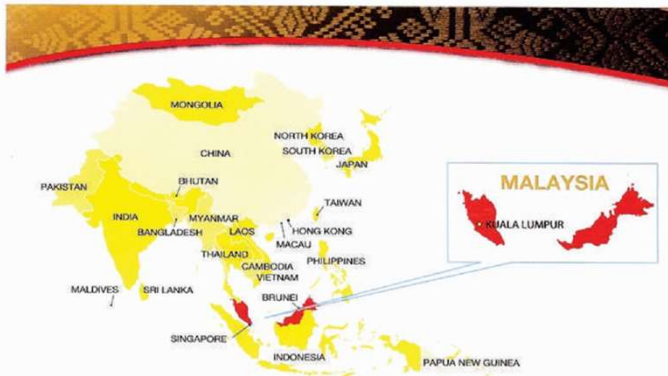 MONGOLIA
NORTH KOREA
SOUTH KOREA
JAPAN
CHINA
PAKISTAN
BHUTAN
TAIWAN
INDIA
MYANMAR
BANGLADESH
LAOS
HONG KONG
MACAU
THAILAND
CAMBODIA
VIETNAM
PHILIPPINES
MALDIVES
SRI LANKA
BRUNEI
SINGAPORE
INDONESIA
PAPUA NEW GUINEA
MALAYSIA
KUALA LUMPUR